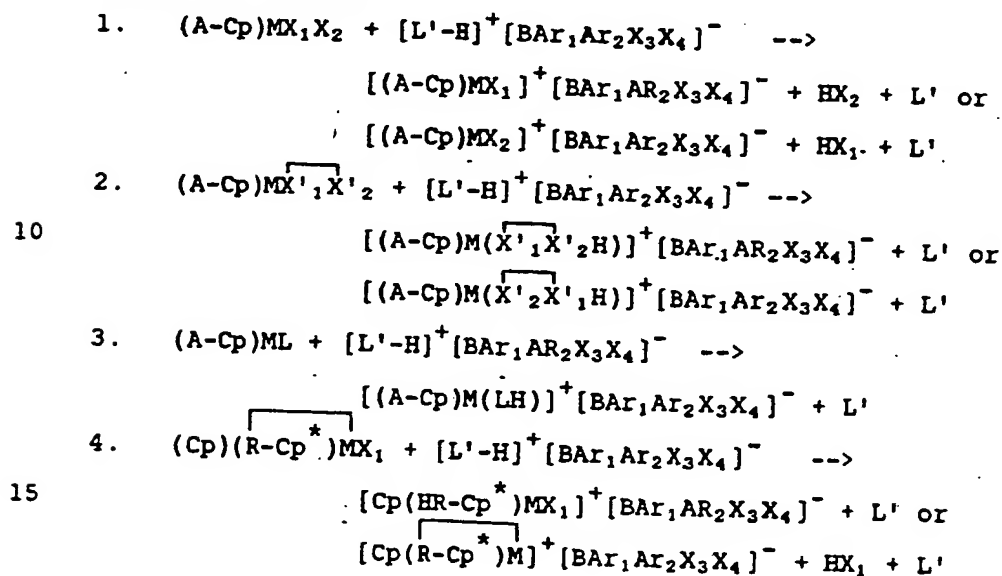 1. (A-Cp)MX₁X₂ + [L'-H]⁺[BAr₁Ar₂X₃X₄]⁻ -->
[(A-Cp)MX₁]⁺[BAr₁AR₂X₃X₄]⁻ + HX₂ + L' or
[(A-Cp)MX₂]⁺[BAr₁Ar₂X₃X₄]⁻ + HX₁ + L'
2. (A-Cp)MX'₁X'₂ + [L'-H]⁺[BAr₁Ar₂X₃X₄]⁻ -->
10 [(A-Cp)M(X'₁X'₂H)]⁺[BAr₁AR₂X₃X₄]⁻ + L' or
[(A-Cp)M(X'₂X'₁H)]⁺[BAr₁Ar₂X₃X₄]⁻ + L'
3. (A-Cp)ML + [L'-H]⁺[BAr₁AR₂X₃X₄]⁻ -->
[(A-Cp)M(LH)]⁺[BAr₁Ar₂X₃X₄]⁻ + L'
4. (Cp)(R-Cp*)MX₁ + [L'-H]⁺[BAr₁Ar₂X₃X₄]⁻ -->
15 [Cp(HR-Cp*)MX₁]⁺[BAr₁AR₂X₃X₄]⁻ + L' or
[Cp(R-Cp*)M]⁺[BAr₁Ar₂X₃X₄]⁻ + HX₁ + L'